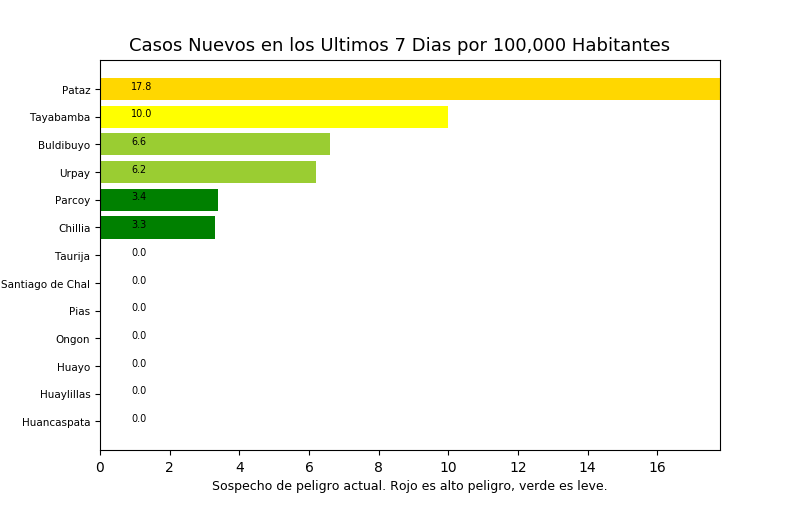 Casos Nuevos en los Ultimos 7 Dias por 100,000 Habitantes
Pataz 17.8
Tayabamba 10.0
Buldibuyo 6.6
Urpay 6.2
Parcoy 3.4
Chillia 3.3
Taurija 0.0
Santiago de Chal 0.0
Pias 0.0
Ongon 0.0
Huayo 0.0
Huaylillas 0.0
Huancaspata 0.0
0 2 4 6 8 10 12 14 16
Sospecho de peligro actual. Rojo es alto peligro, verde es leve.